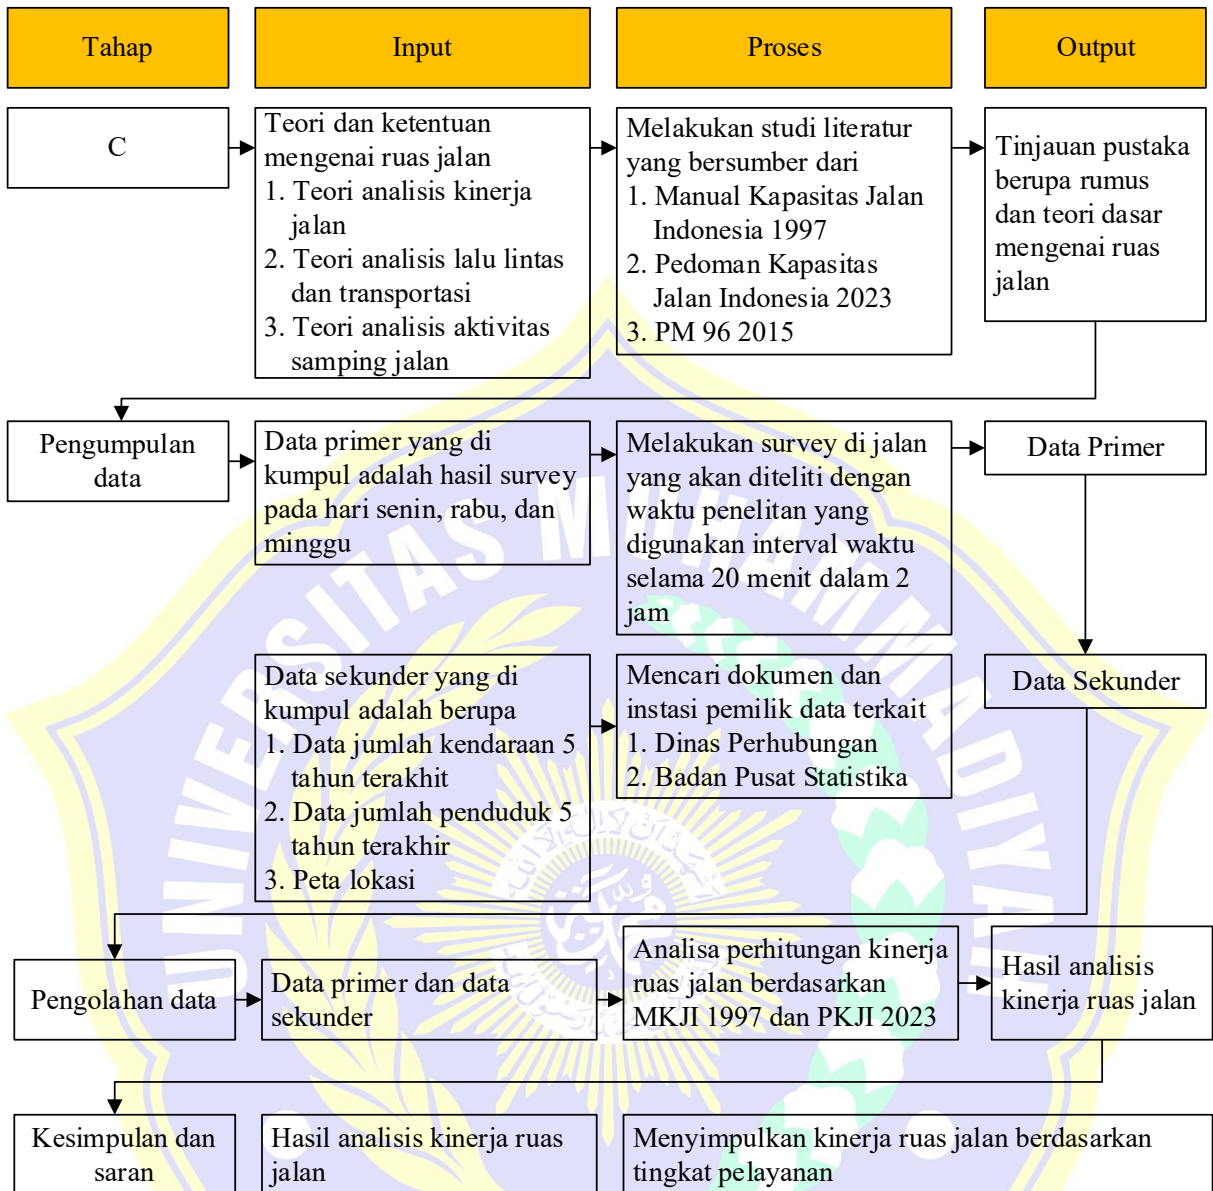 Tahap
Input
Proses
Output
C
Teori dan ketentuan
mengenai ruas jalan
1. Teori analisis kinerja
jalan
2. Teori analisis lalu lintas
dan transportasi
3. Teori analisis aktivitas
samping jalan
Melakukan studi literatur
yang bersumber dari
1. Manual Kapasitas Jalan
Indonesia 1997
2. Pedoman Kapasitas
Jalan Indonesia 2023
3. PM 96 2015
Tinjauan pustaka
berupa rumus
dan teori dasar
mengenai ruas
jalan
Pengumpulan
data
Data primer yang di
kumpul adalah hasil survey
pada hari senin, rabu, dan
minggu
Melakukan survey di jalan
yang akan diteliti dengan
waktu penelitan yang
digunakan interval waktu
selama 20 menit dalam 2
jam
Data Primer
Data sekunder yang di
kumpul adalah berupa
1. Data jumlah kendaraan 5
tahun terakhit
2. Data jumlah penduduk 5
tahun terakhir
3. Peta lokasi
Mencari dokumen dan
instasi pemilik data terkait
1. Dinas Perhubungan
2. Badan Pusat Statistika
Data Sekunder
Pengolahan data
Data primer dan data
sekunder
Analisa perhitungan kinerja
ruas jalan berdasarkan
MKJI 1997 dan PKJI 2023
Hasil analisis
kinerja ruas jalan
Kesimpulan dan
saran
Hasil analisis kinerja ruas
jalan
Menyimpulkan kinerja ruas jalan berdasarkan
tingkat pelayanan
UNIVERSITAS MUHAMMADIYAH